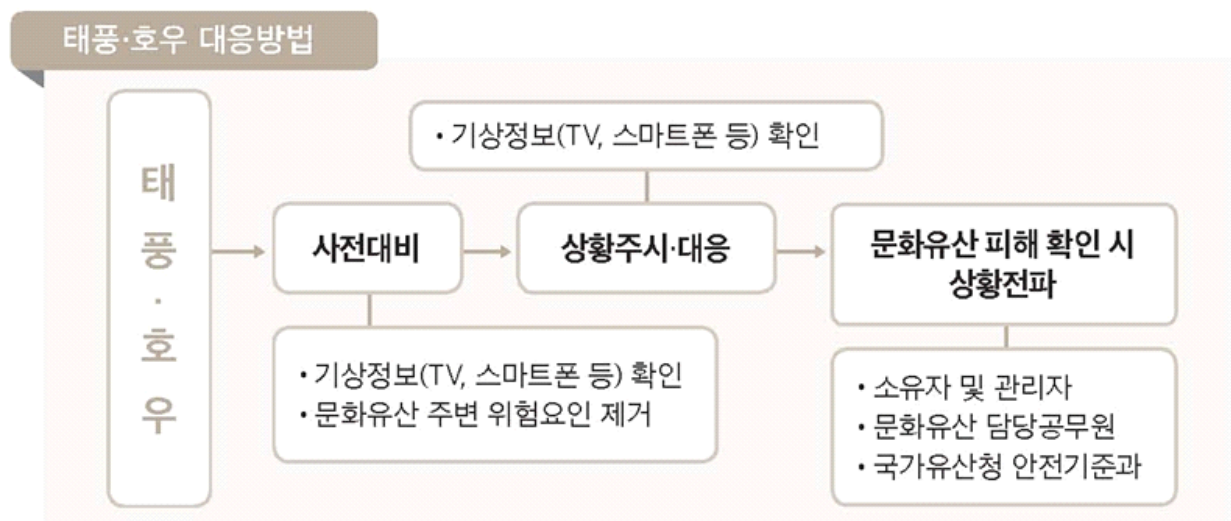 태풍·호우 대응방법
태
풍
·
호
우
• 기상정보(TV, 스마트폰 등) 확인
사전대비
상황주시·대응
문화유산 피해 확인 시
상황전파
• 기상정보(TV, 스마트폰 등) 확인
• 문화유산 주변 위험요인 제거
• 소유자 및 관리자
• 문화유산 담당공무원
• 국가유산청 안전기준과